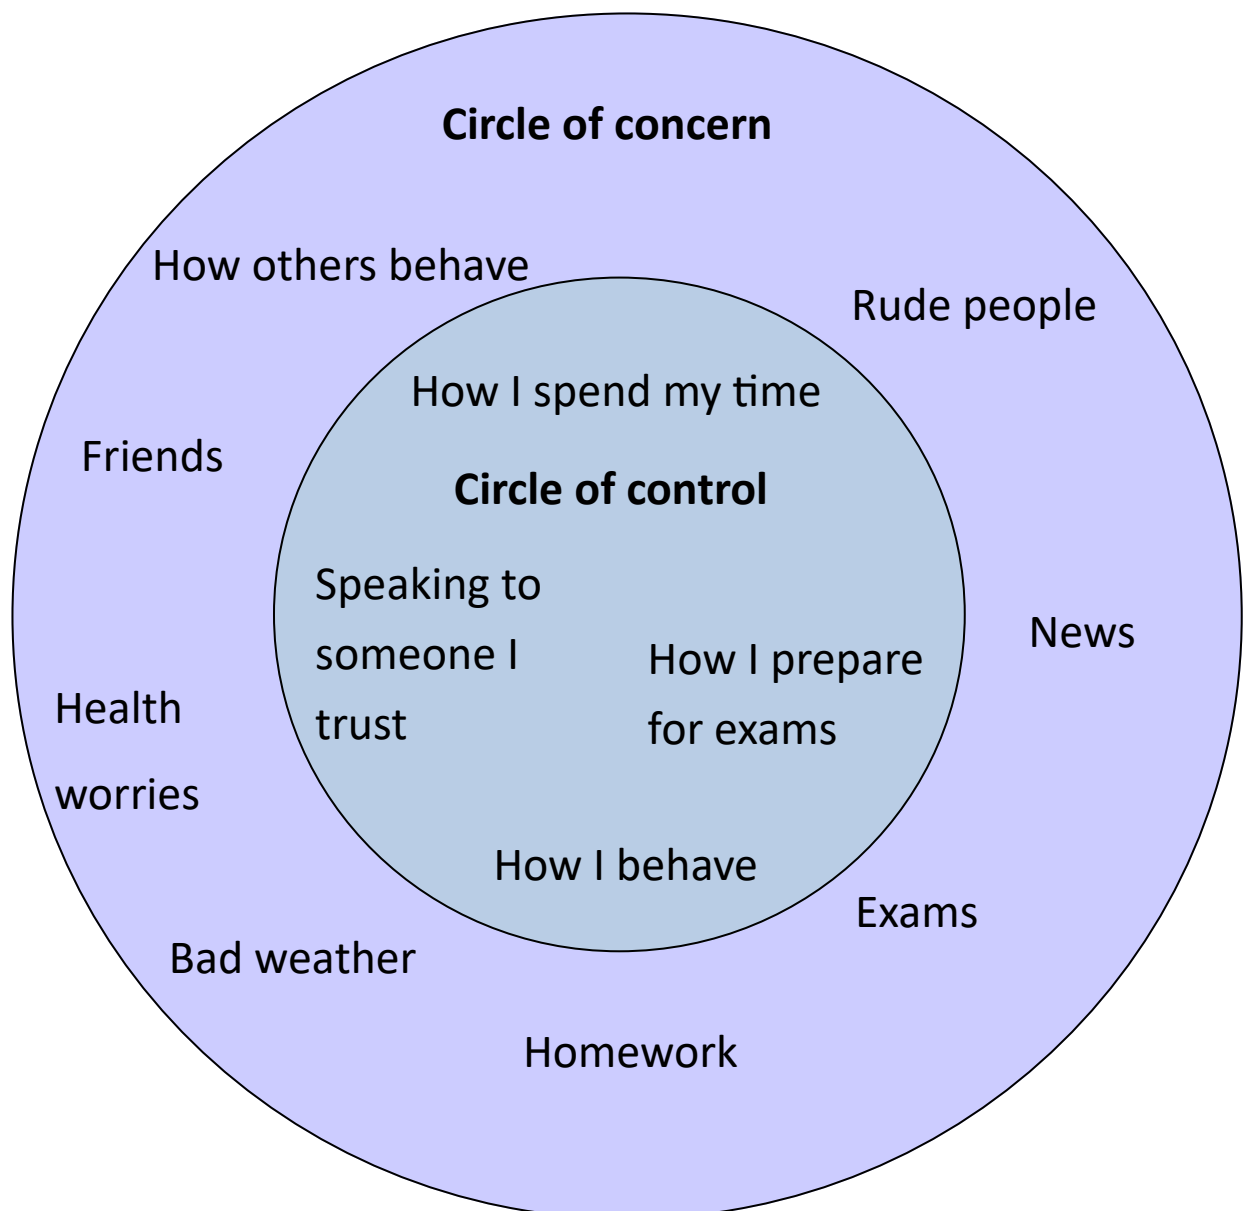 Circle of concern
How others behave
Rude people
How I spend my time
Friends
Circle of control
Speaking to
someone I
trust
How I prepare
for exams
News
Health
worries
How I behave
Exams
Bad weather
Homework